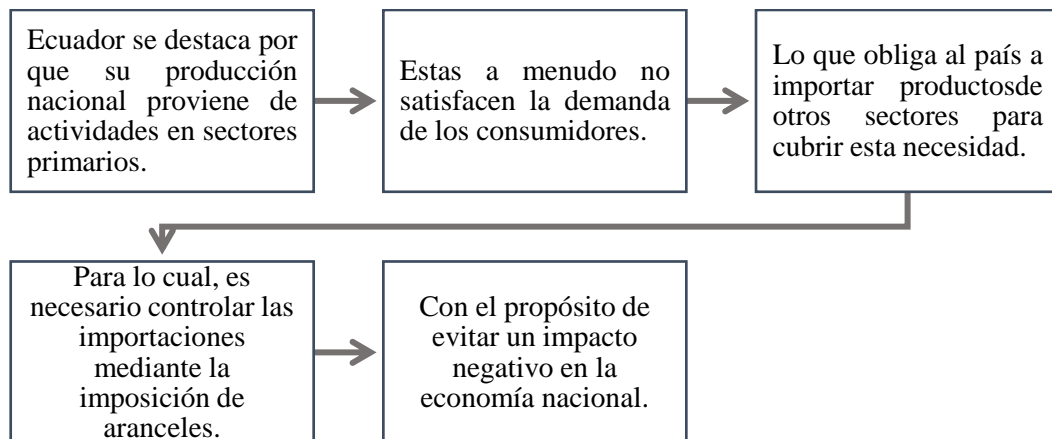 Ecuador se destaca por
que su producción
nacional proviene de
actividades en sectores
primarios.
Estas a menudo no
satisfacen la demanda
de los consumidores.
Lo que obliga al país a
importar productosde
otros sectores para
cubrir esta necesidad.
Para lo cual, es
necesario controlar las
importaciones
mediante la
imposición de
aranceles.
Con el propósito de
evitar un impacto
negativo en la
economía nacional.